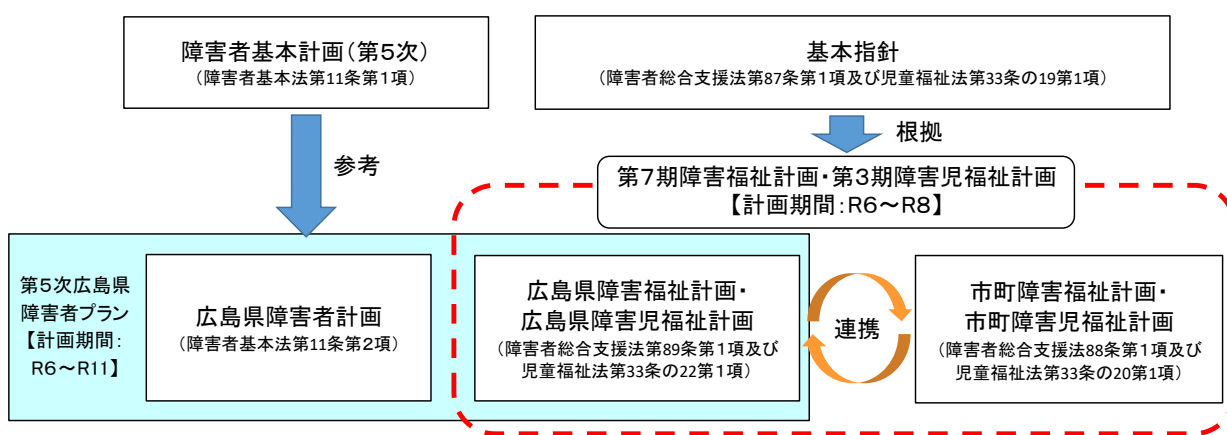 障害者基本計画(第5次)
(障害者基本法第11条第1項)
基本指針
(障害者総合支援法第87条第1項及び児童福祉法第33条の19第1項)
参考
根拠
第7期障害福祉計画・第3期障害児福祉計画
【計画期間:R6～R8】
第5次広島県
障害者プラン
【計画期間:
R6～R11】
広島県障害者計画
(障害者基本法第11条第2項)
広島県障害福祉計画・
広島県障害児福祉計画
(障害者総合支援法第89条第1項及び
児童福祉法第33条の22第1項)
連携
市町障害福祉計画・
市町障害児福祉計画
(障害者総合支援法88条第1項及び
児童福祉法第33条の20第1項)